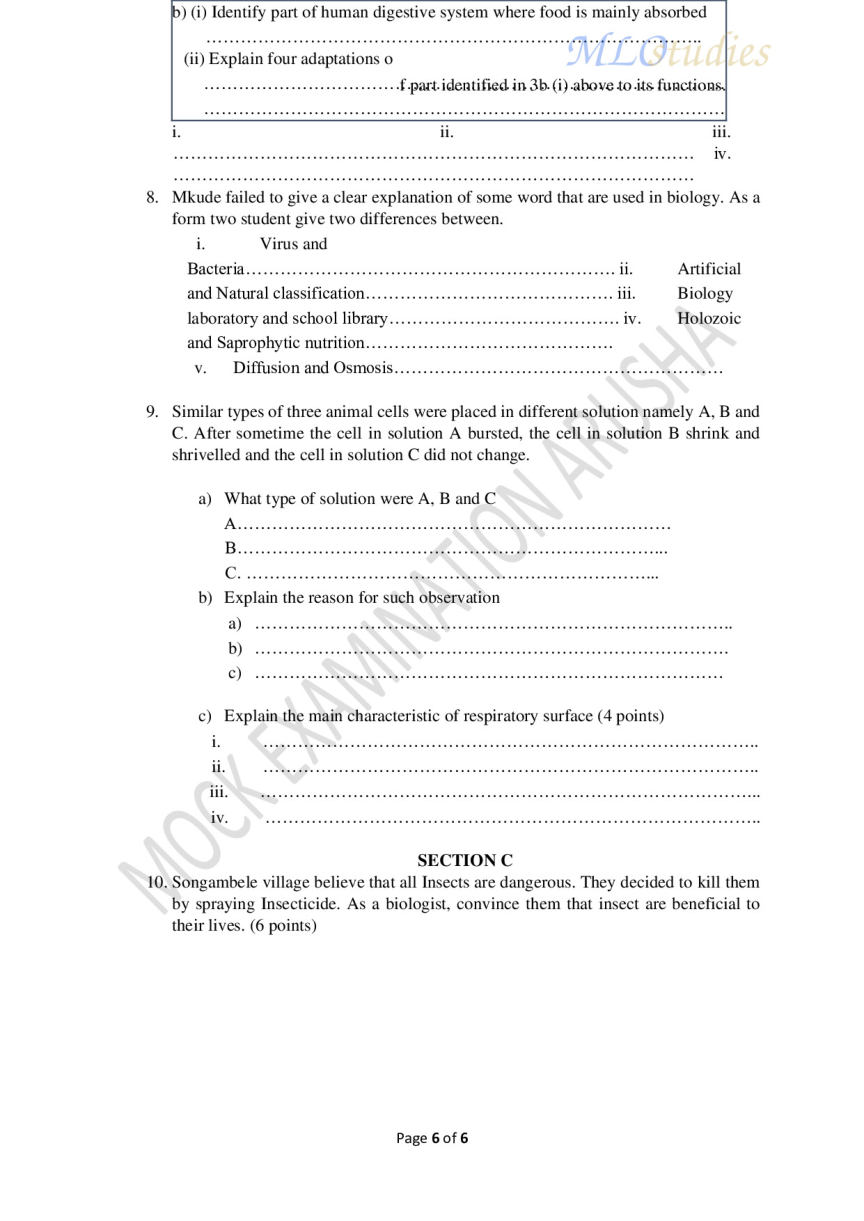 b) (i) Identify part of human digestive system where food is mainly absorbed
…………………………………………………………………………..
MLOstudies
(ii) Explain four adaptations o
……………………………f part identified in 3b (i) above to its functions.
………………………………………………………………………………
i. ii. iii.
……………………………………………………………………………… iv.
………………………………………………………………………………
8. Mkude failed to give a clear explanation of some word that are used in biology. As a
form two student give two differences between.
i. Virus and
Bacteria………………………………………………………. ii. Artificial
and Natural classification……………………………………. iii. Biology
laboratory and school library…………………………………. iv. Holozoic
and Saprophytic nutrition…………………………………….
v. Diffusion and Osmosis…………………………………………………
9. Similar types of three animal cells were placed in different solution namely A, B and
C. After sometime the cell in solution A bursted, the cell in solution B shrink and
shrivelled and the cell in solution C did not change.
a) What type of solution were A, B and C
A…………………………………………………………………
B………………………………………………………………...
C. ……………………………………………………………...
b) Explain the reason for such observation
a) ………………………………………………………………………..
b) ……………………………………………………………………….
c) ………………………………………………………………………
c) Explain the main characteristic of respiratory surface (4 points)
i. …………………………………………………………………………..
ii. …………………………………………………………………………..
iii. …………………………………………………………………………...
iv. …………………………………………………………………………..
MOCK EXAMINATION ARUSHA
SECTION C
10. Songambele village believe that all Insects are dangerous. They decided to kill them
by spraying Insecticide. As a biologist, convince them that insect are beneficial to
their lives. (6 points)
Page 6 of 6